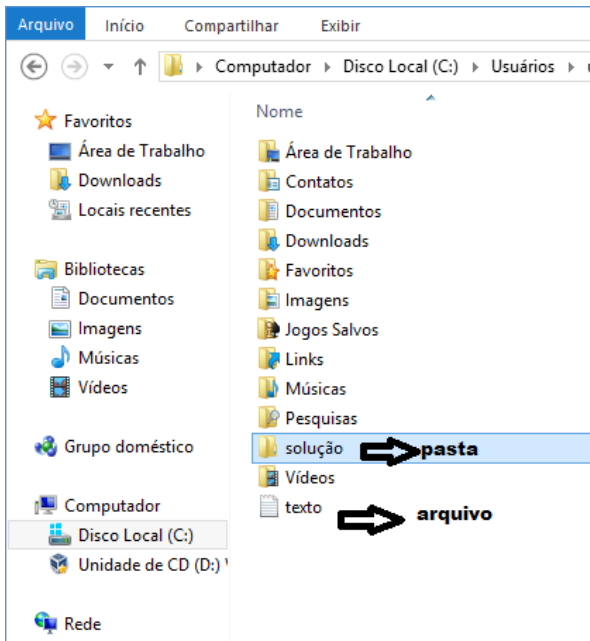 Arquivo Início Compartilhar Exibir
Computador Disco Local (C:) Usuários
Favoritos
Área de Trabalho
Downloads
Locais recentes
Bibliotecas
Documentos
Imagens
Músicas
Vídeos
Grupo doméstico
Computador
Disco Local (C:)
Unidade de CD (D:)
Rede
Nome
Área de Trabalho
Contatos
Documentos
Downloads
Favoritos
Imagens
Jogos Salvos
Links
Músicas
Pesquisas
solução pasta
Vídeos
texto arquivo